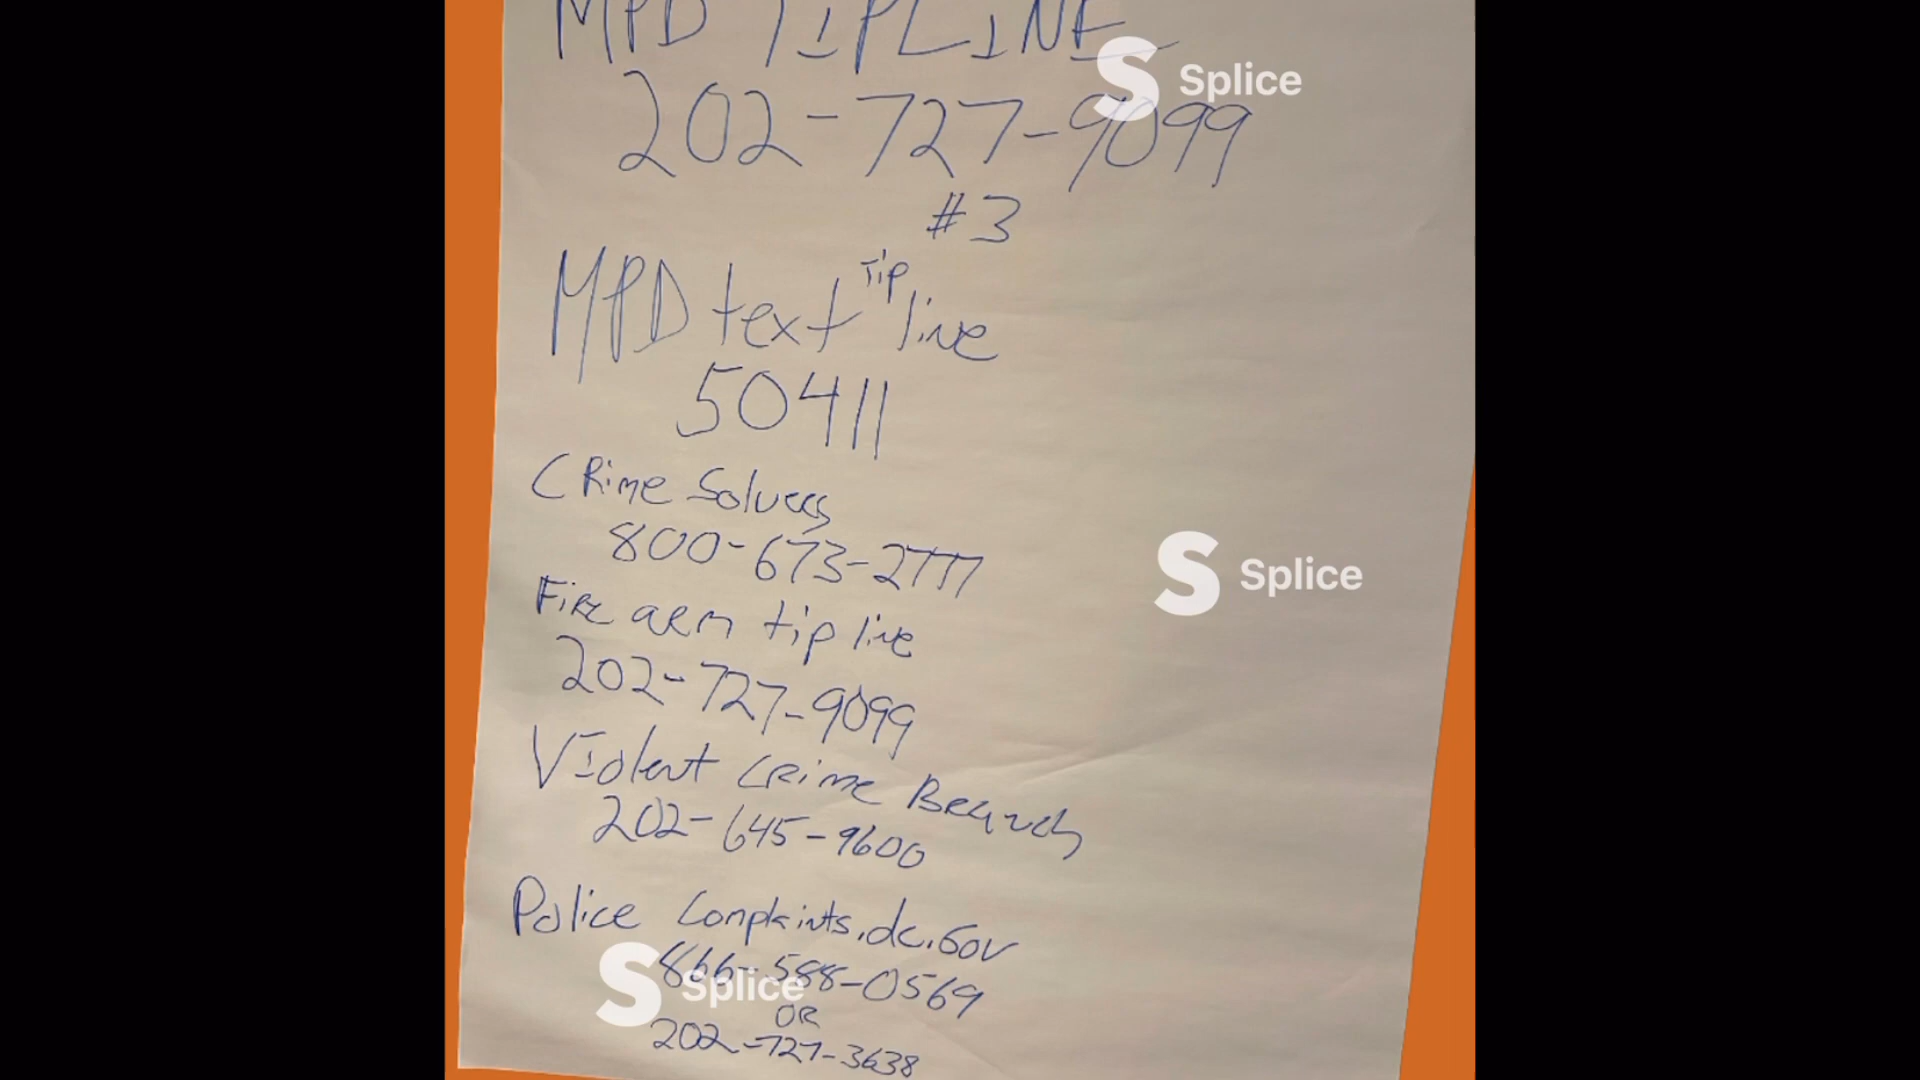 MPD TIPLINE
202-727-9099
#3
MPD text Tip line
50411
CRime Solvers
800-673-2777
FiRe aRm tip line
202-727-9099
VIolent CRime BRanch
202-645-9600
Police Complaints.dc.Gov
866-588-0569
OR
202-727-3638
Splice
Splice
Splice